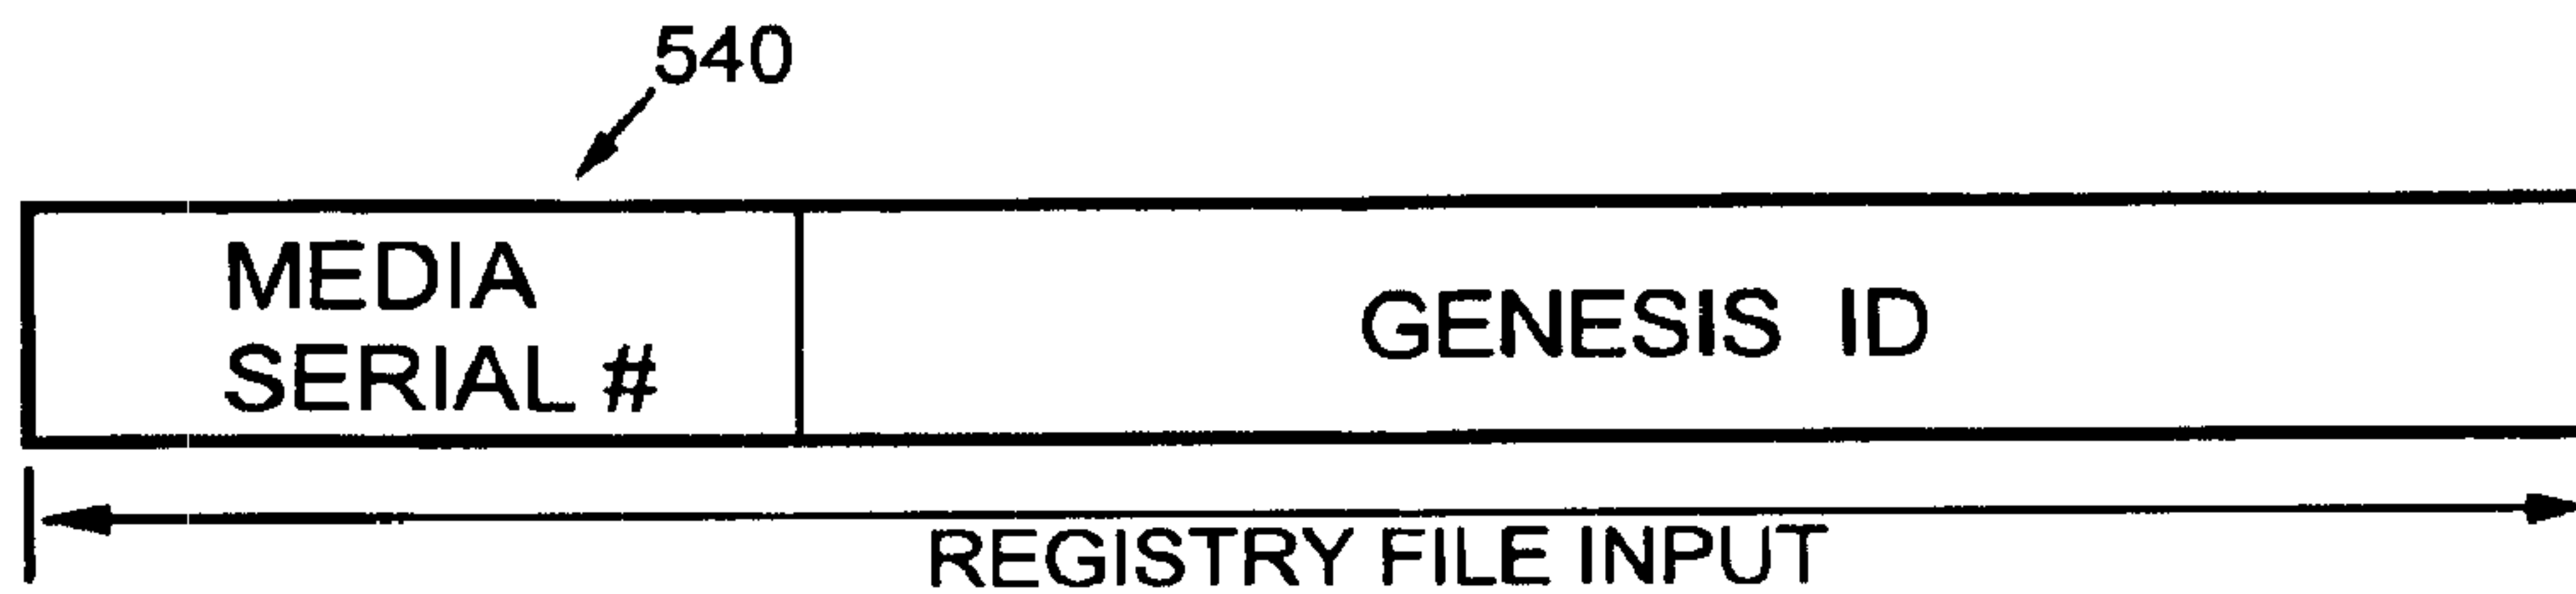 540
MEDIA
SERIAL #
GENESIS ID
REGISTRY FILE INPUT